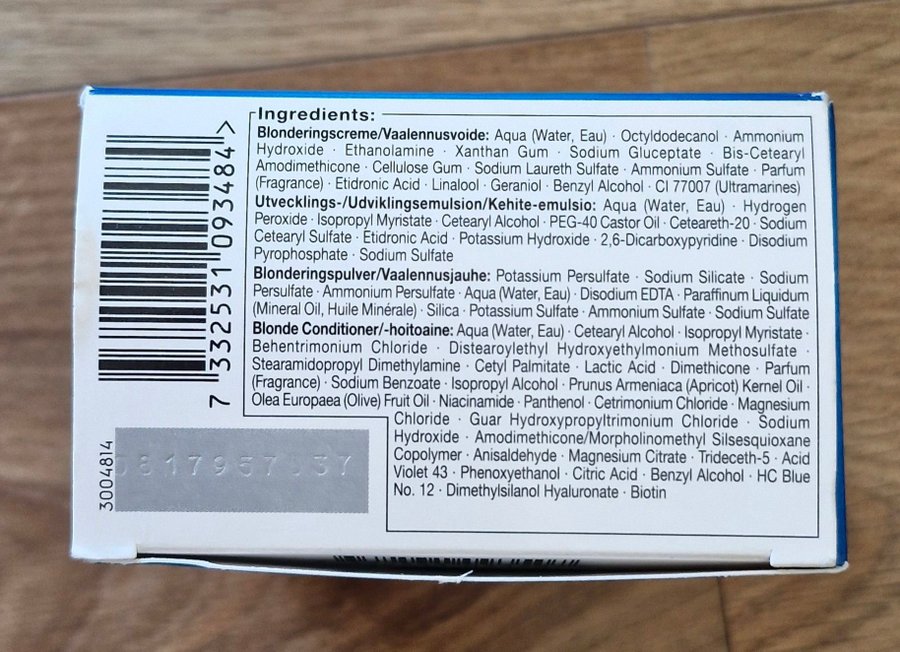 Ingredients:
Blonderingscreme/Vaalennusvoide: Aqua (Water, Eau) · Octyldodecanol · Ammonium
Hydroxide · Ethanolamine · Xanthan Gum · Sodium Gluceptate · Bis-Cetearyl
Amodimethicone · Cellulose Gum · Sodium Laureth Sulfate · Ammonium Sulfate · Parfum
(Fragrance) · Etidronic Acid · Linalool · Geraniol · Benzyl Alcohol · CI 77007 (Ultramarines)
Utvecklings-/Udviklingsemulsion/Kehite-emulsio: Aqua (Water, Eau) · Hydrogen
Peroxide · Isopropyl Myristate · Cetearyl Alcohol · PEG-40 Castor Oil · Ceteareth-20 · Sodium
Cetearyl Sulfate · Etidronic Acid · Potassium Hydroxide · 2,6-Dicarboxypyridine · Disodium
Pyrophosphate · Sodium Sulfate
Blonderingspulver/Vaalennusjauhe: Potassium Persulfate · Sodium Silicate · Sodium
Persulfate · Ammonium Persulfate · Aqua (Water, Eau) · Disodium EDTA · Paraffinum Liquidum
(Mineral Oil, Huile Minérale) · Silica · Potassium Sulfate · Ammonium Sulfate · Sodium Sulfate
Blonde Conditioner/-hoitoaine: Aqua (Water, Eau) · Cetearyl Alcohol · Isopropyl Myristate ·
Behentrimonium Chloride · Distearoylethyl Hydroxyethylmonium Methosulfate ·
Stearamidopropyl Dimethylamine · Cetyl Palmitate · Lactic Acid · Dimethicone · Parfum
(Fragrance) · Sodium Benzoate · Isopropyl Alcohol · Prunus Armeniaca (Apricot) Kernel Oil ·
Olea Europaea (Olive) Fruit Oil · Niacinamide · Panthenol · Cetrimonium Chloride · Magnesium
Chloride · Guar Hydroxypropyltrimonium Chloride · Sodium
Hydroxide · Amodimethicone/Morpholinomethyl Silsesquioxane
Copolymer · Anisaldehyde · Magnesium Citrate · Trideceth-5 · Acid
Violet 43 · Phenoxyethanol · Citric Acid · Benzyl Alcohol · HC Blue
No. 12 · Dimethylsilanol Hyaluronate · Biotin
7 332531 093484 >
3004814